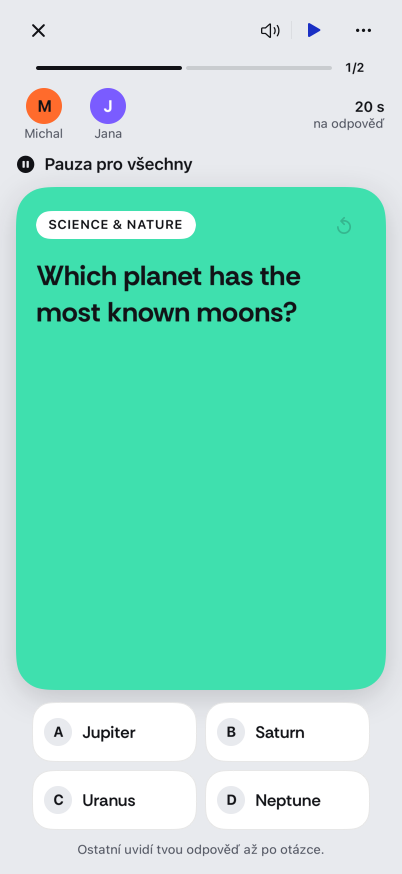 1/2
M
J
Michal
Jana
20 s
na odpověď
Pauza pro všechny
SCIENCE & NATURE
Which planet has the
most known moons?
A Jupiter
B Saturn
C Uranus
D Neptune
Ostatní uvidí tvou odpověď až po otázce.